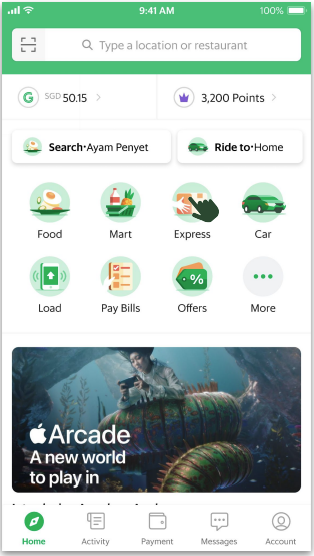 9:41 AM
100%
Type a location or restaurant
G
SGD 50.15
3,200 Points
Search·Ayam Penyet
Ride to·Home
Food
Mart
Express
Car
Load
Pay Bills
Offers
More
Arcade
A new world
to play in
Home
Activity
Payment
Messages
Account